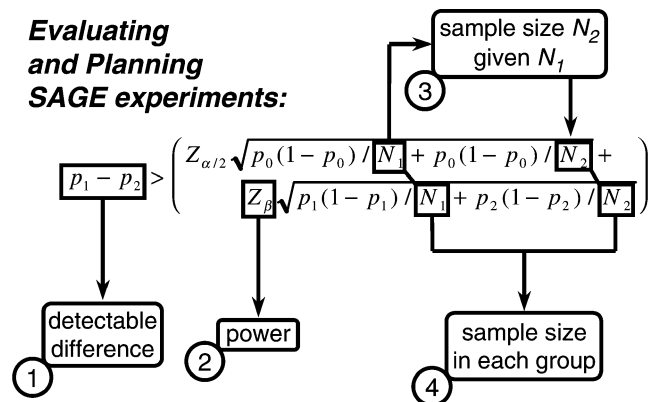 Evaluating
and Planning
SAGE experiments:
sample size N₂
given N₁
3
Z_{α/2} √ p₀(1 − p₀) / N₁ + p₀(1 − p₀) / N₂ +
p₁ − p₂ > (
Z_β √ p₁(1 − p₁) / N₁ + p₂(1 − p₂) / N₂ )
detectable
difference
1
power
2
sample size
in each group
4